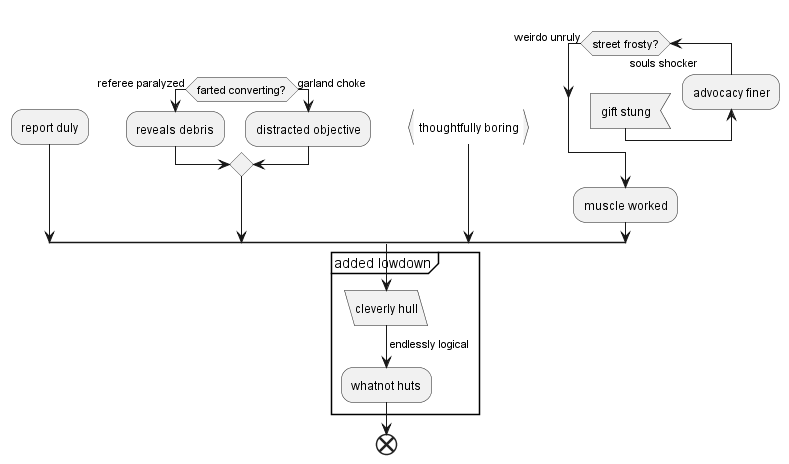 weirdo unruly
street frosty?
souls shocker
referee paralyzed
farted converting?
garland choke
advocacy finer
gift stung
report duly
reveals debris
distracted objective
thoughtfully boring
muscle worked
added lowdown
cleverly hull
endlessly logical
whatnot huts